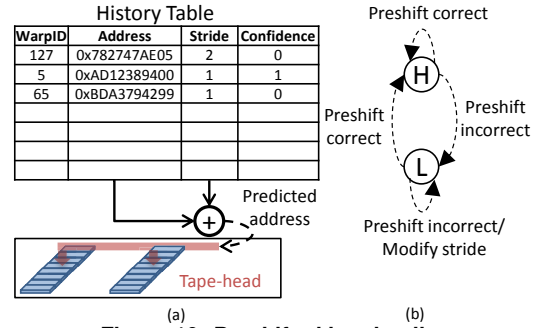 History Table
WarpID Address Stride Confidence
127 0x782747AE05 2 0
5 0xAD12389400 1 1
65 0xBDA3794299 1 0
+
Predicted
address
Tape-head
(a)
Preshift correct
H
Preshift
correct
Preshift
incorrect
L
Preshift incorrect/
Modify stride
(b)